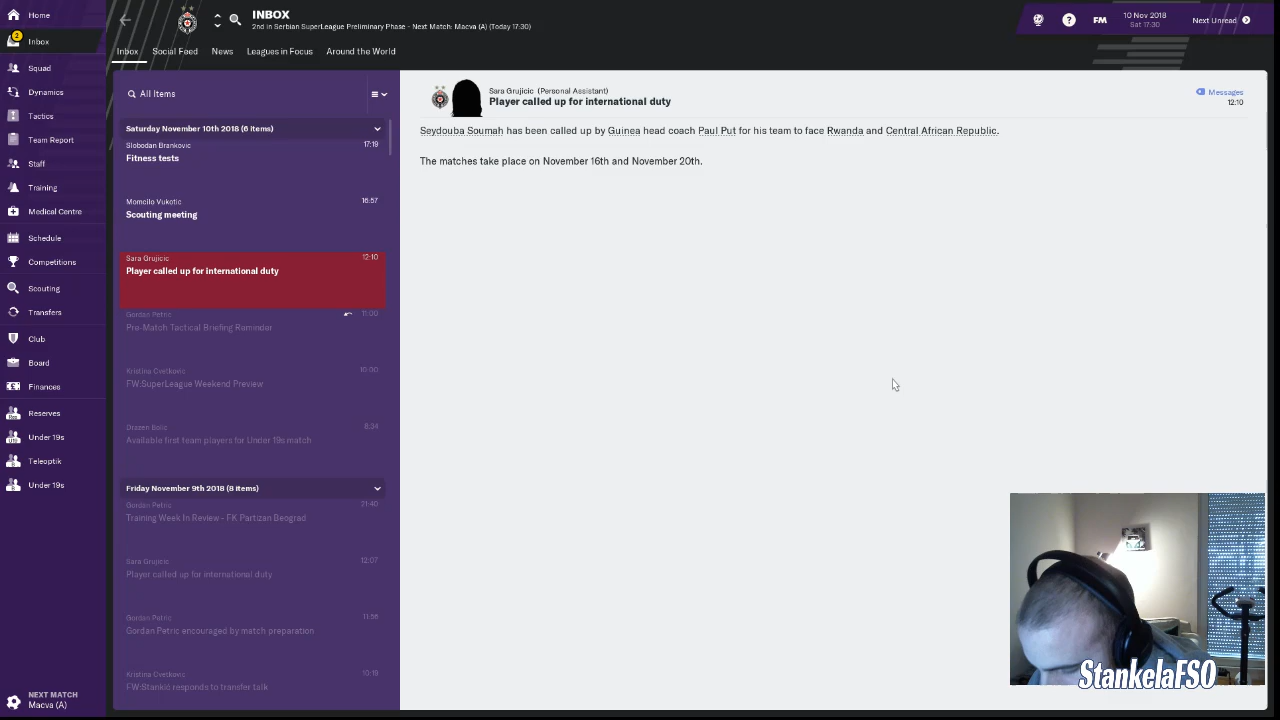 Home
2
Inbox
Squad
Dynamics
Tactics
Team Report
Staff
Training
Medical Centre
Schedule
Competitions
Scouting
Transfers
Club
Board
Finances
Reserves
Under 19s
Teleoptik
Under 19s
NEXT MATCH
Macva (A)
INBOX
2nd in Serbian SuperLeague Preliminary Phase - Next Match: Macva (A) (Today 17:30)
FM
10 Nov 2018
Sat 17:30
Next Unread
Inbox Social Feed News Leagues in Focus Around the World
All Items
Saturday November 10th 2018 (6 items)
Slobodan Brankovic 17:19
Fitness tests
Momcilo Vukotic 16:57
Scouting meeting
Sara Grujicic 12:10
Player called up for international duty
Gordan Petric 11:00
Pre-Match Tactical Briefing Reminder
Kristina Cvetkovic 10:00
FW:SuperLeague Weekend Preview
Drazen Bolic 8:34
Available first team players for Under 19s match
Friday November 9th 2018 (8 items)
Gordan Petric 21:40
Training Week In Review - FK Partizan Beograd
Sara Grujicic 12:07
Player called up for international duty
Gordan Petric 11:56
Gordan Petric encouraged by match preparation
Kristina Cvetkovic 10:19
FW:Stankić responds to transfer talk
Sara Grujicic (Personal Assistant)
Player called up for international duty
Messages
12:10
Seydouba Soumah has been called up by Guinea head coach Paul Put for his team to face Rwanda and Central African Republic.
The matches take place on November 16th and November 20th.
StankelaFSO